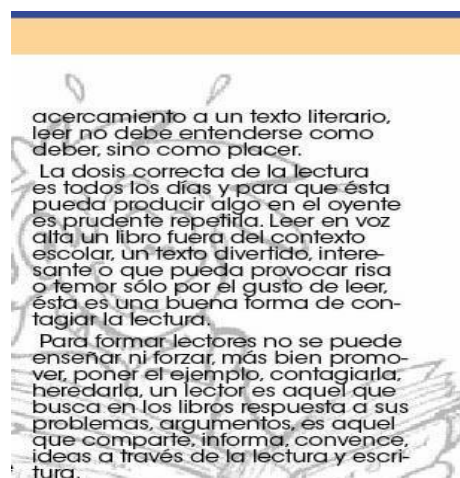 acercamiento a un texto literario,
leer no debe entenderse como
deber, sino como placer.
La dosis correcta de la lectura
es todos los días y para que ésta
pueda producir algo en el oyente
es prudente repetirla. Leer en voz
alta un libro fuera del contexto
escolar, un texto divertido, intere-
sante o que pueda provocar risa
o temor sólo por el gusto de leer,
ésta es una buena forma de con-
tagiar la lectura.
Para formar lectores no se puede
enseñar ni forzar, más bien promo-
ver, poner el ejemplo, contagiarla,
heredarla, un lector es aquel que
busca en los libros respuesta a sus
problemas, argumentos, es aquel
que comparte, informa, convence,
ideas a través de la lectura y escri-
tura.